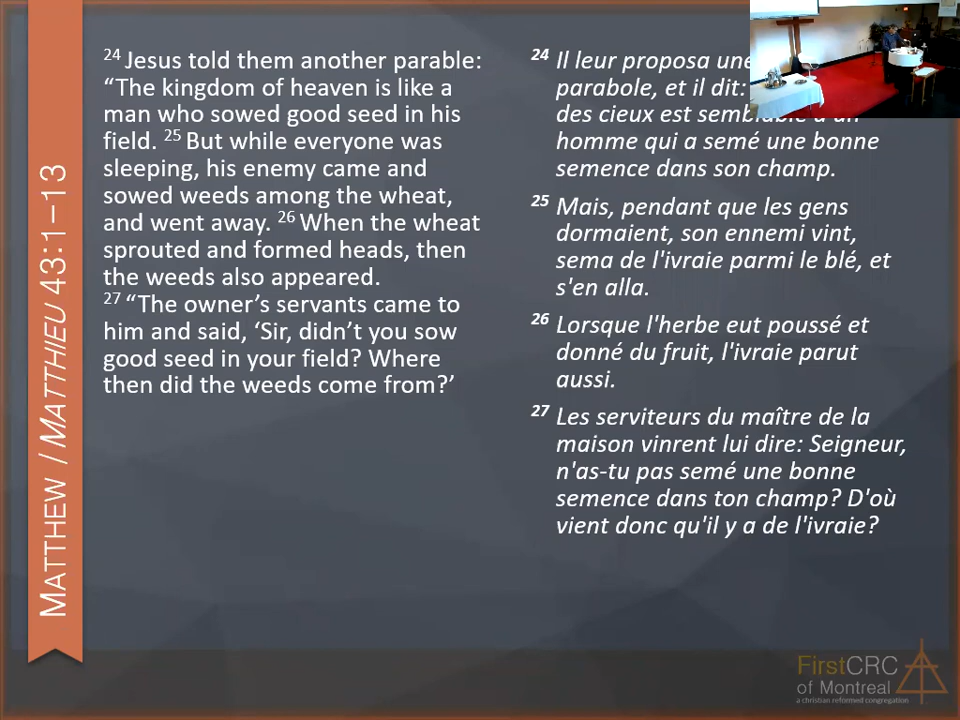 MATTHEW / MATTHIEU 43:1–13
24 Jesus told them another parable:
“The kingdom of heaven is like a
man who sowed good seed in his
field. 25 But while everyone was
sleeping, his enemy came and
sowed weeds among the wheat,
and went away. 26 When the wheat
sprouted and formed heads, then
the weeds also appeared.
27 “The owner’s servants came to
him and said, ‘Sir, didn’t you sow
good seed in your field? Where
then did the weeds come from?’
24 Il leur proposa une
parabole, et il dit:
des cieux est semblable à un
homme qui a semé une bonne
semence dans son champ.
25 Mais, pendant que les gens
dormaient, son ennemi vint,
sema de l'ivraie parmi le blé, et
s'en alla.
26 Lorsque l'herbe eut poussé et
donné du fruit, l'ivraie parut
aussi.
27 Les serviteurs du maître de la
maison vinrent lui dire: Seigneur,
n'as-tu pas semé une bonne
semence dans ton champ? D'où
vient donc qu'il y a de l'ivraie?
FirstCRC
of Montreal
a christian reformed congregation